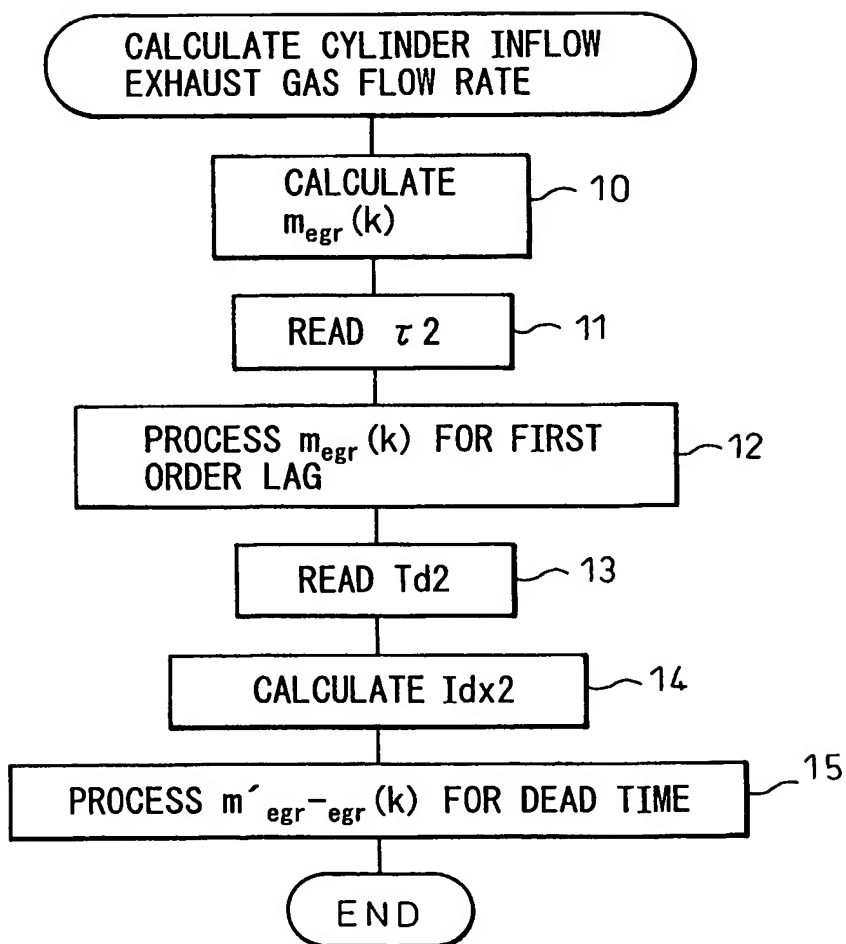 CALCULATE CYLINDER INFLOW
EXHAUST GAS FLOW RATE
CALCULATE
m_egr(k)
10
READ τ2
11
PROCESS m_egr(k) FOR FIRST
ORDER LAG
12
READ Td2
13
CALCULATE Idx2
14
PROCESS m´_egr-egr(k) FOR DEAD TIME
15
END